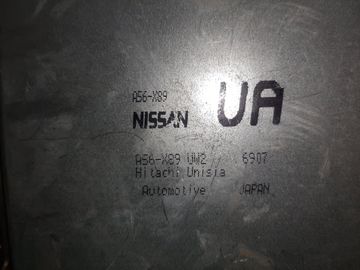 A56-X89
NISSAN UA
A56-X89 UW2 6907
Hitachi Unisia
Automotive JAPAN